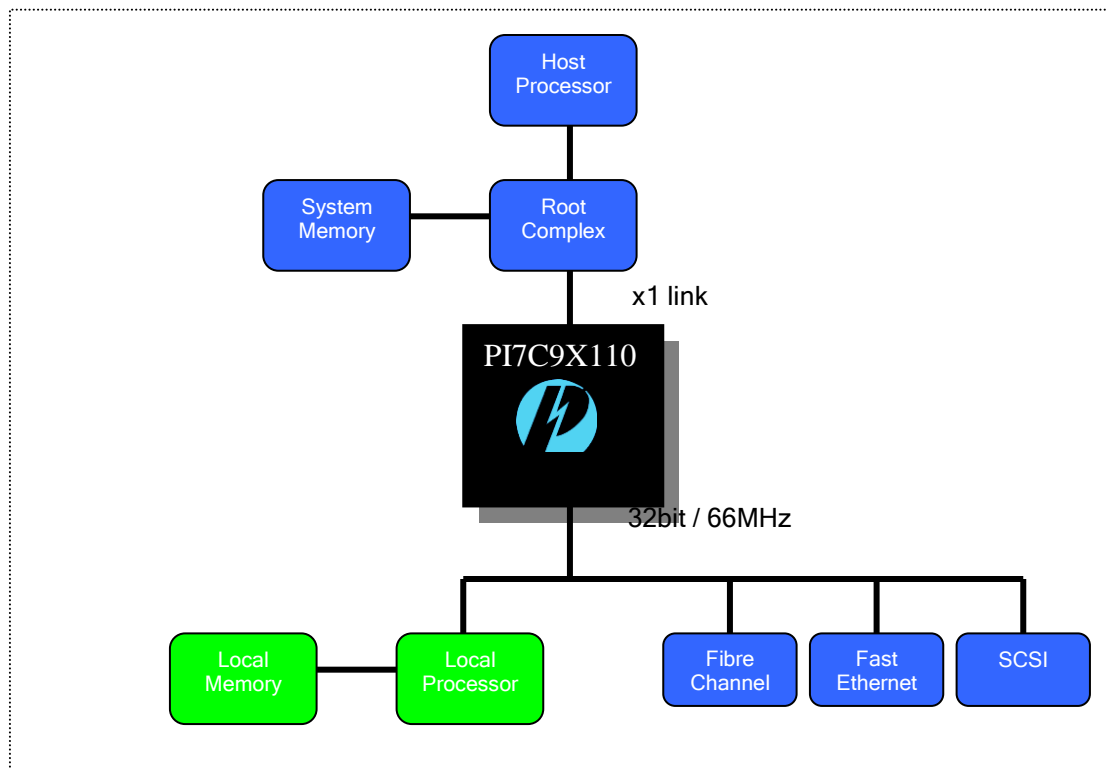 Host
Processor
System
Memory
Root
Complex
x1 link
PI7C9X110
32bit / 66MHz
Local
Memory
Local
Processor
Fibre
Channel
Fast
Ethernet
SCSI